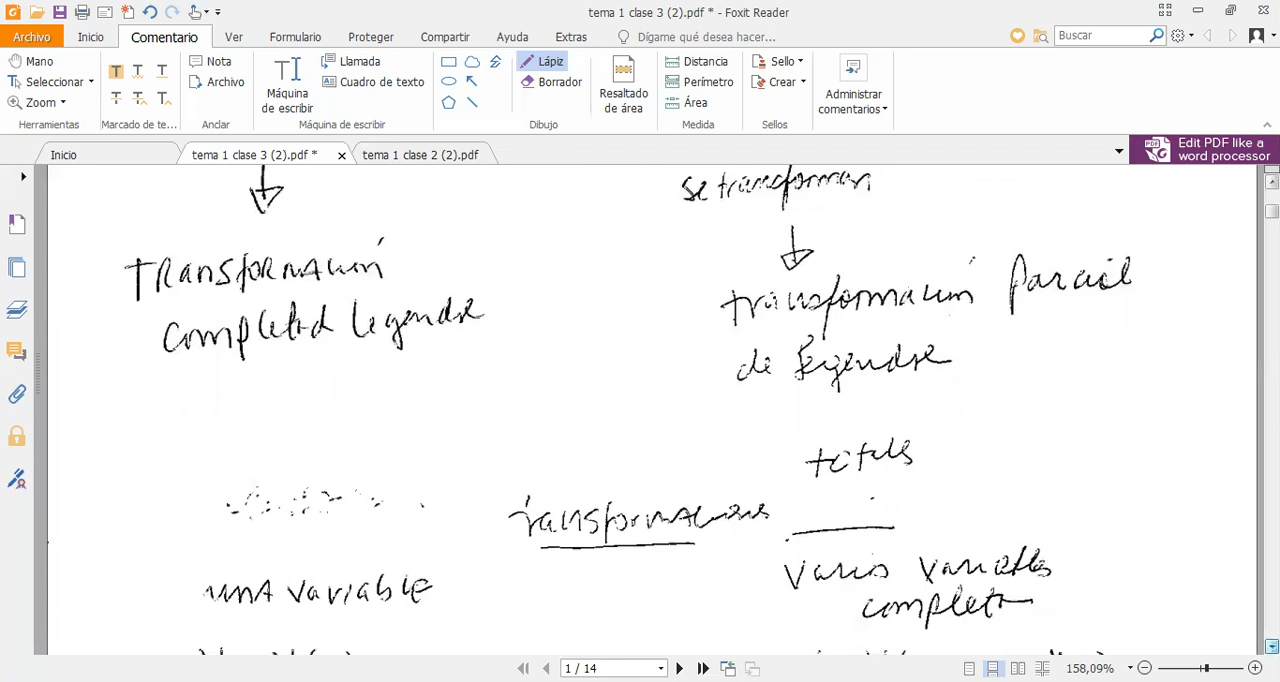 tema 1 clase 3 (2).pdf * - Foxit Reader
Archivo Inicio Comentario Ver Formulario Proteger Compartir Ayuda Extras Dígame qué desea hacer... Buscar
Mano
Seleccionar
Zoom
Herramientas
Marcado de te...
Nota
Archivo
Anclar
Máquina de escribir
Llamada
Cuadro de texto
Máquina de escribir
Lápiz
Borrador
Dibujo
Resaltado de área
Distancia
Perímetro
Área
Medida
Sello
Crear
Sellos
Administrar comentarios
Inicio tema 1 clase 3 (2).pdf * tema 1 clase 2 (2).pdf
Edit PDF like a
word processor
se transforman
transformación
completa d legendre
transformación parcial
de Legendre
totales
transformaciones
varios variables
completa
una variable
1 / 14
158,09%